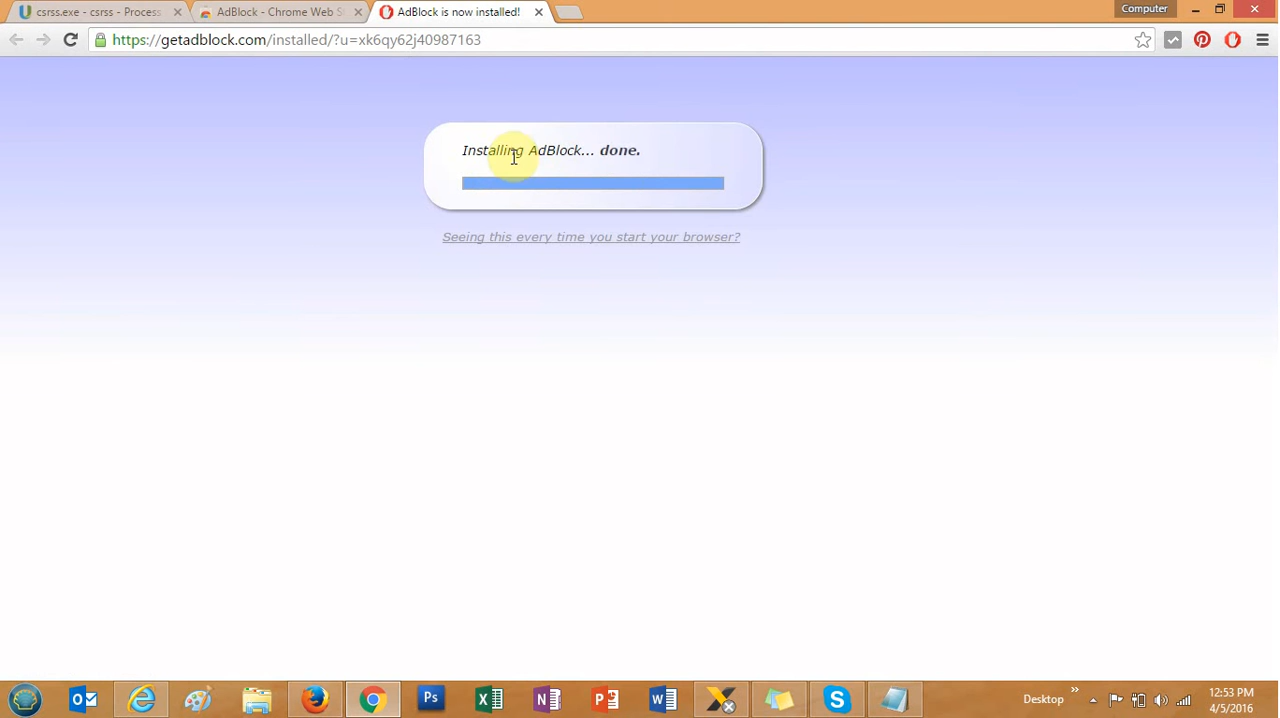 csrss.exe - csrss - Process
AdBlock - Chrome Web S
AdBlock is now installed!
Computer
https://getadblock.com/installed/?u=xk6qy62j40987163
Installing AdBlock... done.
Seeing this every time you start your browser?
Ps
Desktop
12:53 PM
4/5/2016